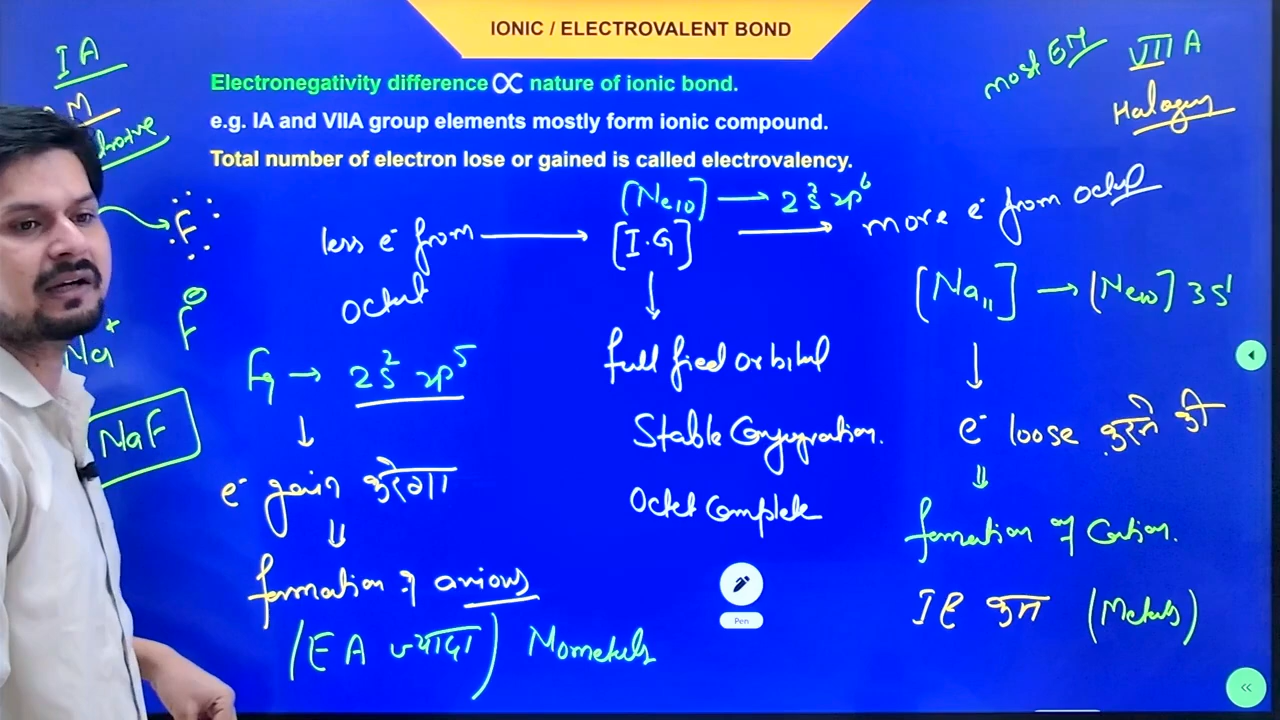 IONIC / ELECTROVALENT BOND
IA
M
Electronegativity difference ∝ nature of ionic bond.
most EN
VII A
Halogen
e.g. IA and VIIA group elements mostly form ionic compound.
Total number of electron lose or gained is called electrovalency.
[Ne10] → 2s² 2p⁶
F
less e⁻ from → [I.G] → more e⁻ from octet
octet
[Na11] → [Ne10] 3s¹
Na⁺ F⊖
full filled orbital
F9 → 2s² 2p⁵
NaF
Stable Configuration.
e⁻ loose करने की
e⁻ gain करेगा
Octet Complete
formation of Cation.
formation of anions
Pen
IE कम (Metals)
(EA ज्यादा) Nonmetals